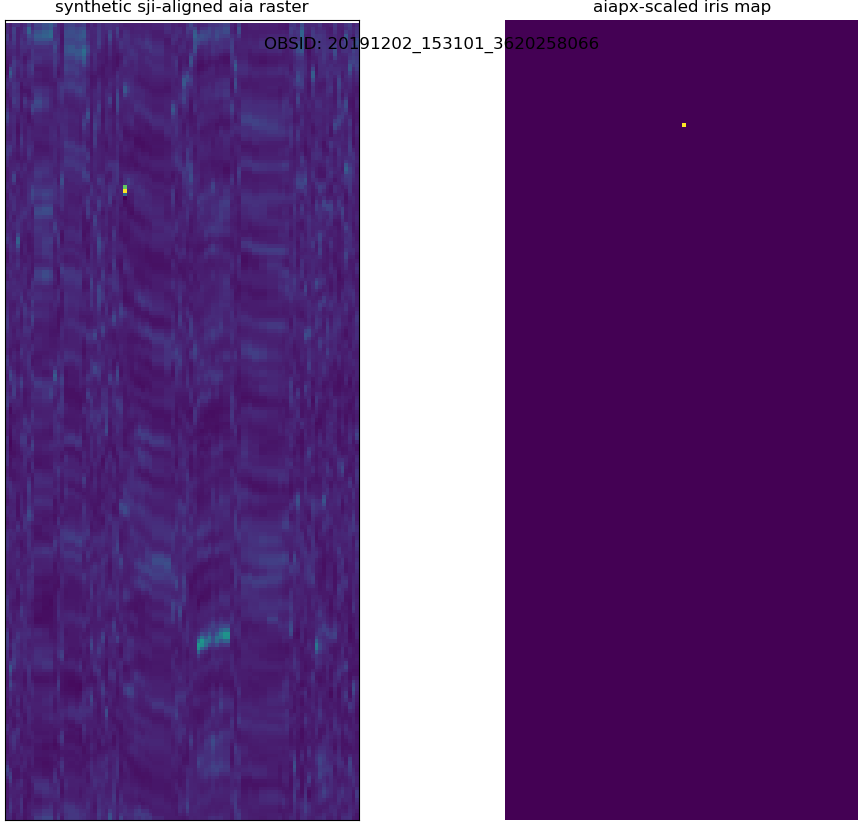 synthetic sji-aligned aia raster
aiapx-scaled iris map
OBSID: 20191202_153101_3620258066